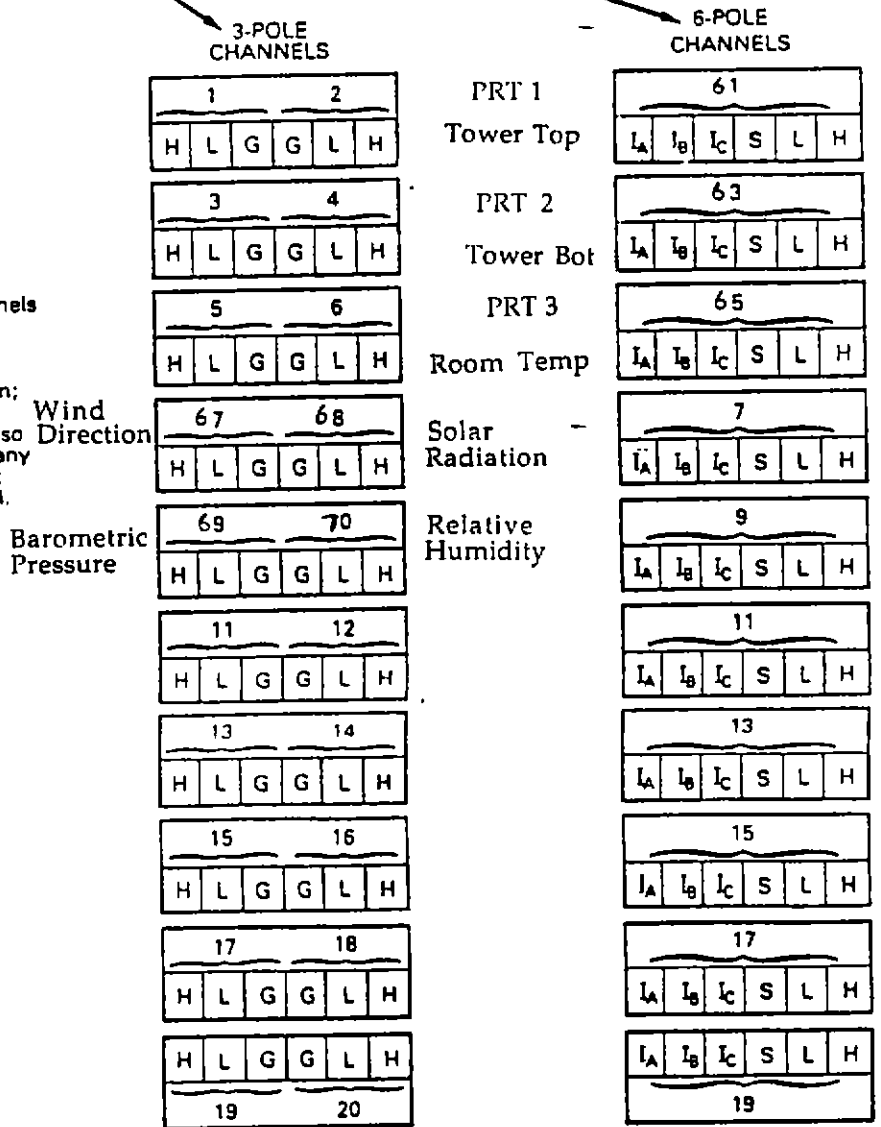 3-POLE
CHANNELS
1 2
H L G G L H
3 4
H L G G L H
5 6
H L G G L H
Wind
Direction
67 68
H L G G L H
Barometric
Pressure
69 70
H L G G L H
11 12
H L G G L H
13 14
H L G G L H
15 16
H L G G L H
17 18
H L G G L H
H L G G L H
19 20
6-POLE
CHANNELS
PRT 1
Tower Top
61
IA IB IC S L H
PRT 2
Tower Bot
63
IA IB IC S L H
PRT 3
Room Temp
65
IA IB IC S L H
Solar
Radiation
7
IA IB IC S L H
Relative
Humidity
9
IA IB IC S L H
11
IA IB IC S L H
13
IA IB IC S L H
15
IA IB IC S L H
17
IA IB IC S L H
IA IB IC S L H
19